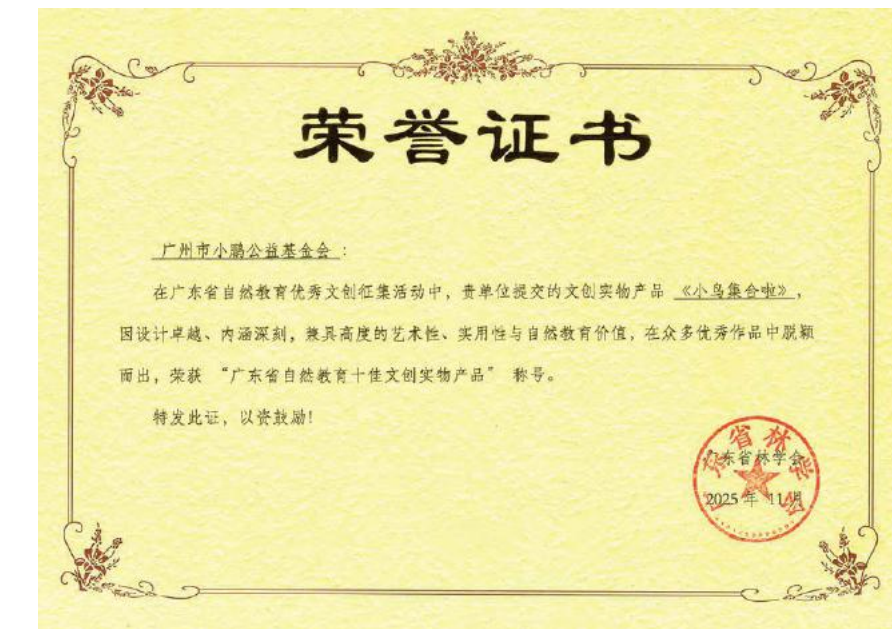 荣誉证书
广州市小鹏公益基金会:
在广东省自然教育优秀文创征集活动中,贵单位提交的文创实物产品 《小鸟集合啦》,
因设计卓越、内涵深刻,兼具高度的艺术性、实用性与自然教育价值,在众多优秀作品中脱颖
而出,荣获 “广东省自然教育十佳文创实物产品” 称号。
特发此证,以资鼓励!
广东省林学会
广东省林学会
2025年 11月